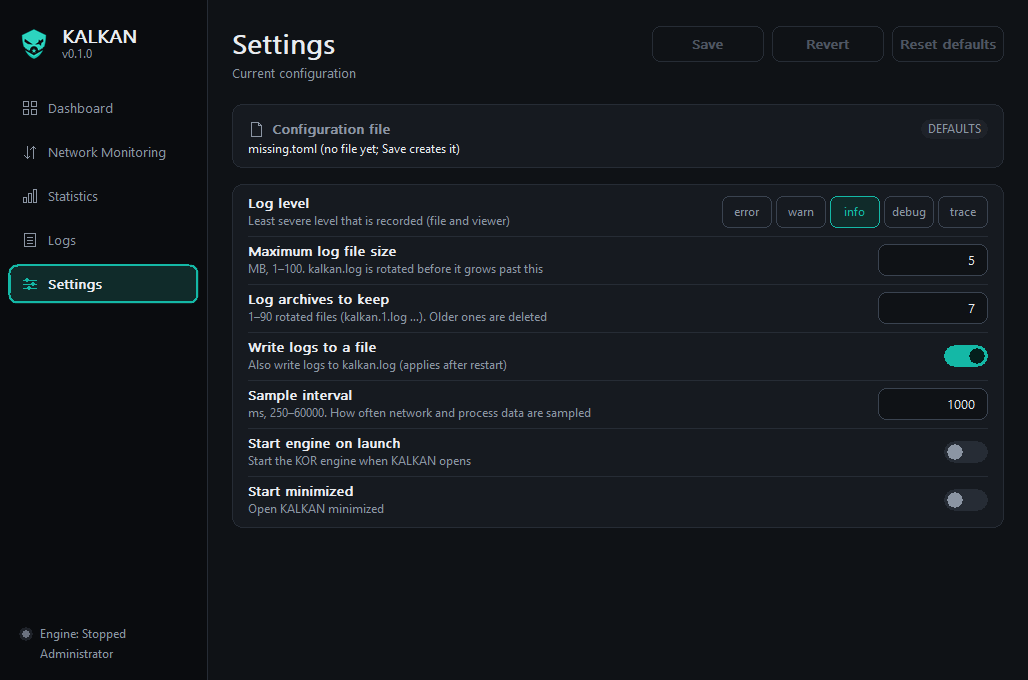 KALKAN
v0.1.0
Dashboard
Network Monitoring
Statistics
Logs
Settings
Engine: Stopped
Administrator
Settings
Current configuration
Save
Revert
Reset defaults
Configuration file
DEFAULTS
missing.toml (no file yet; Save creates it)
Log level
Least severe level that is recorded (file and viewer)
error
warn
info
debug
trace
Maximum log file size
MB, 1–100. kalkan.log is rotated before it grows past this
5
Log archives to keep
1–90 rotated files (kalkan.1.log ...). Older ones are deleted
7
Write logs to a file
Also write logs to kalkan.log (applies after restart)
Sample interval
ms, 250–60000. How often network and process data are sampled
1000
Start engine on launch
Start the KOR engine when KALKAN opens
Start minimized
Open KALKAN minimized